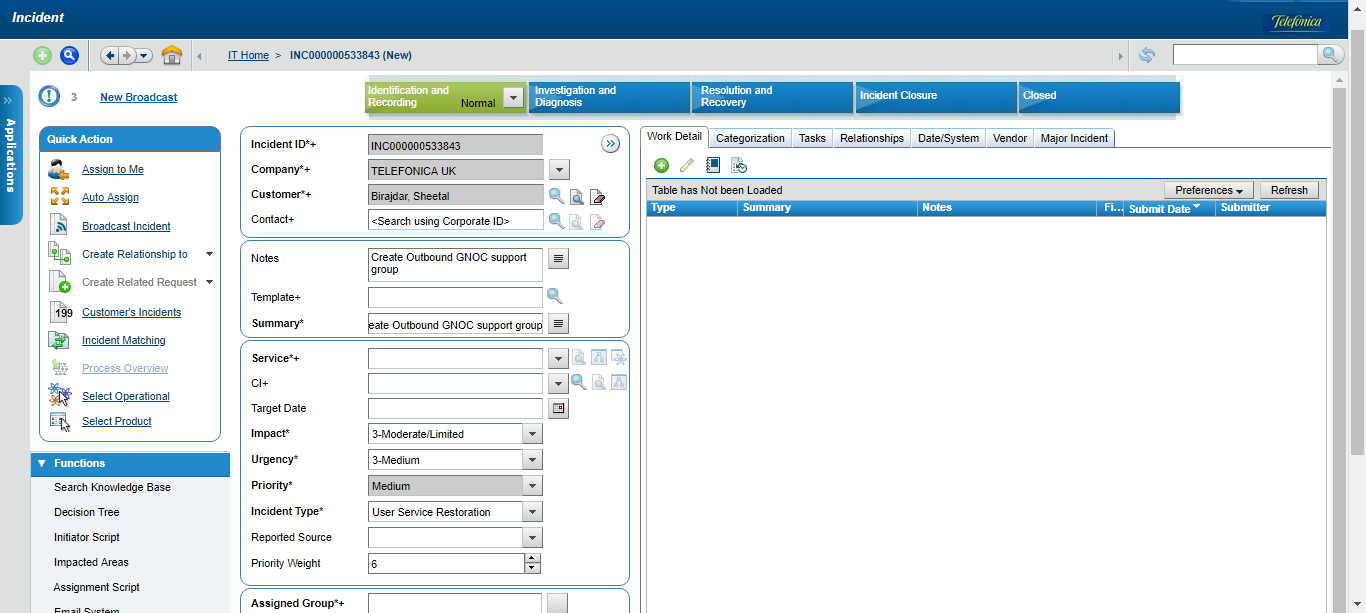 Incident
Telefónica
IT Home > INC000000533843 (New)
3 New Broadcast
Identification and Recording Normal
Investigation and Diagnosis
Resolution and Recovery
Incident Closure
Closed
Applications
Quick Action
Assign to Me
Auto Assign
Broadcast Incident
Create Relationship to
Create Related Request
199 Customer's Incidents
Incident Matching
Process Overview
Select Operational
Select Product
Functions
Search Knowledge Base
Decision Tree
Initiator Script
Impacted Areas
Assignment Script
Email System
Incident ID*+ INC000000533843
Company*+ TELEFONICA UK
Customer*+ Birajdar, Sheetal
Contact+ <Search using Corporate ID>
Notes Create Outbound GNOC support
group
Template+
Summary* eate Outbound GNOC support group
Service*+
CI+
Target Date
Impact* 3-Moderate/Limited
Urgency* 3-Medium
Priority* Medium
Incident Type* User Service Restoration
Reported Source
Priority Weight 6
Assigned Group*+
Work Detail Categorization Tasks Relationships Date/System Vendor Major Incident
Table has Not been Loaded Preferences Refresh
Type Summary Notes Fi... Submit Date Submitter